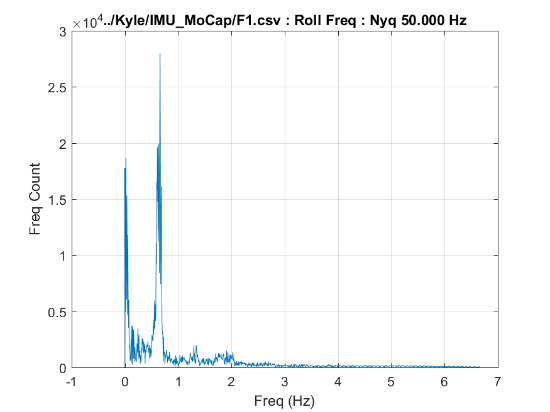 ×10⁴../Kyle/IMU_MoCap/F1.csv : Roll Freq : Nyq 50.000 Hz
3
2.5
2
1.5
1
0.5
0
Freq Count
-1 0 1 2 3 4 5 6 7
Freq (Hz)